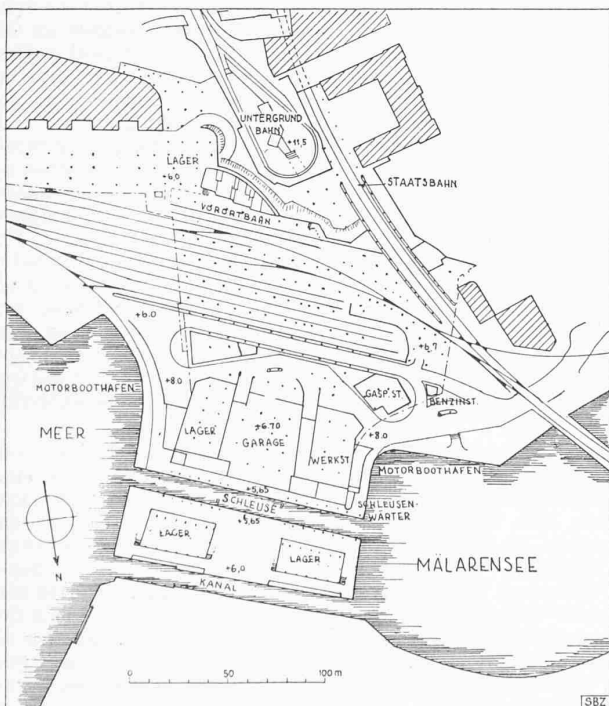 UNTERGRUND
BAHN
+11,5
LAGER
+6,0
STAATSBAHN
VORORTBAHN
+6.0
+6,7
MOTORBOOTHAFEN
+8.0
GASP. ST.
BENZINST.
MEER
LAGER
±6.70
GARAGE
WERKST.
+8.0
MOTORBOOTHAFEN
+5,65
„SCHLEUSE"
SCHLEUSEN-
WÄRTER
+5,65
LAGER
LAGER
MÄLARENSEE
+6,0
KANAL
N
0 50 100 m
SBZ